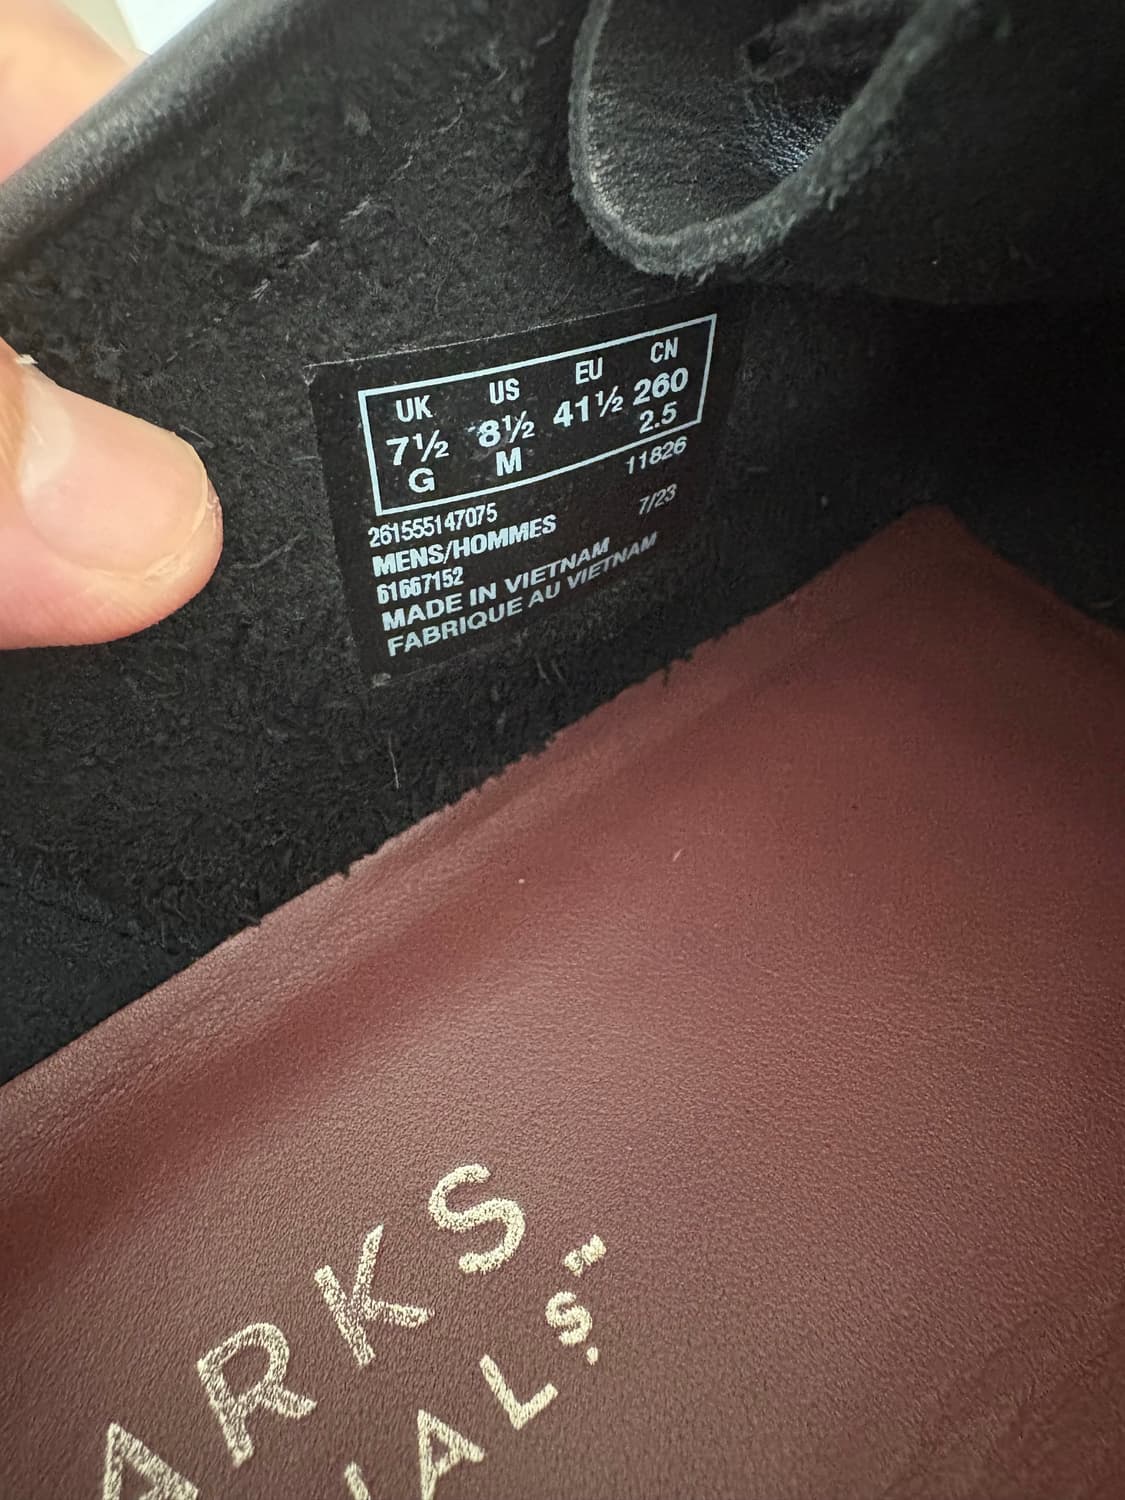 UK US EU CN
7½ 8½ 41½ 260
G M 2.5
11826
261555147075 7/23
MENS/HOMMES
61667152
MADE IN VIETNAM
FABRIQUE AU VIETNAM
ARKS
IALS.™